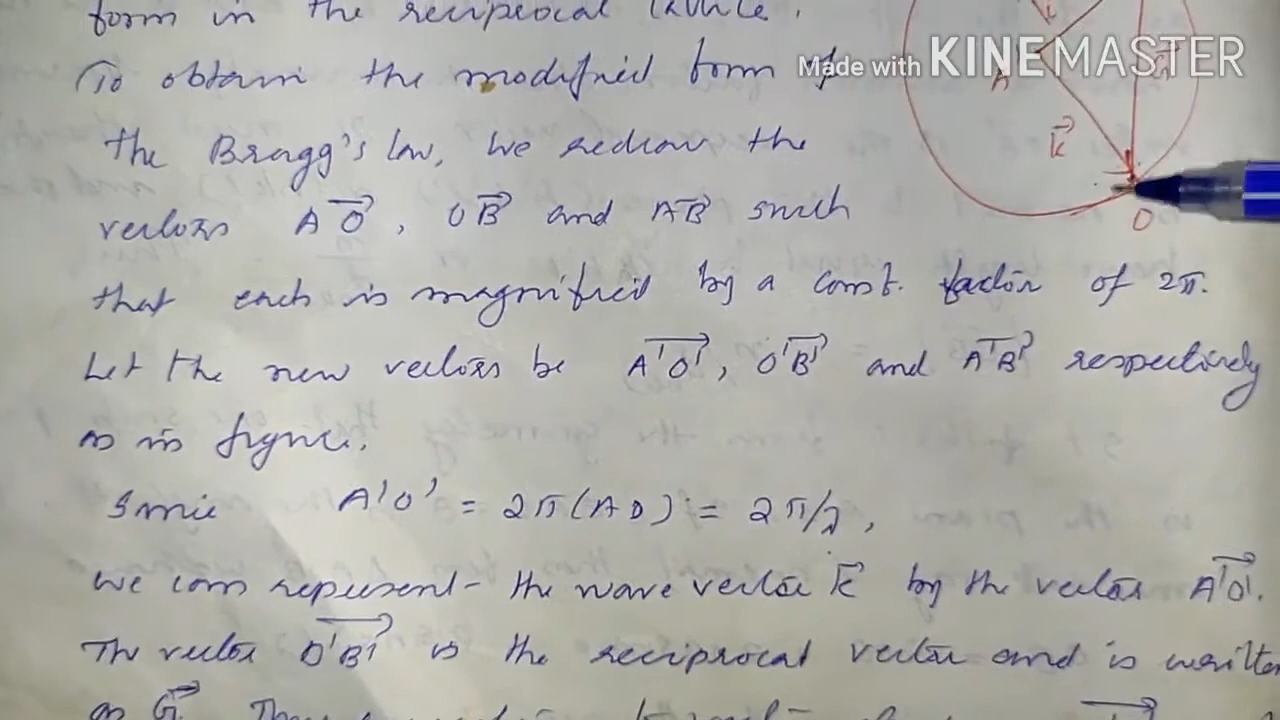 form in the reciprocal lattice.
To obtain the modified form of
the Bragg's law, we redraw the
vectors AO, OB and AB such
that each is magnified by a const. factor of 2π.
Let the new vectors be A'O', O'B' and A'B' respectively
as in figure.
Since A'O' = 2π(AO) = 2π/λ,
we can represent the wave vector k by the vector A'O'.
The vector O'B' is the reciprocal vector and is written
as G.
Made with KINEMASTER
A'
k
O